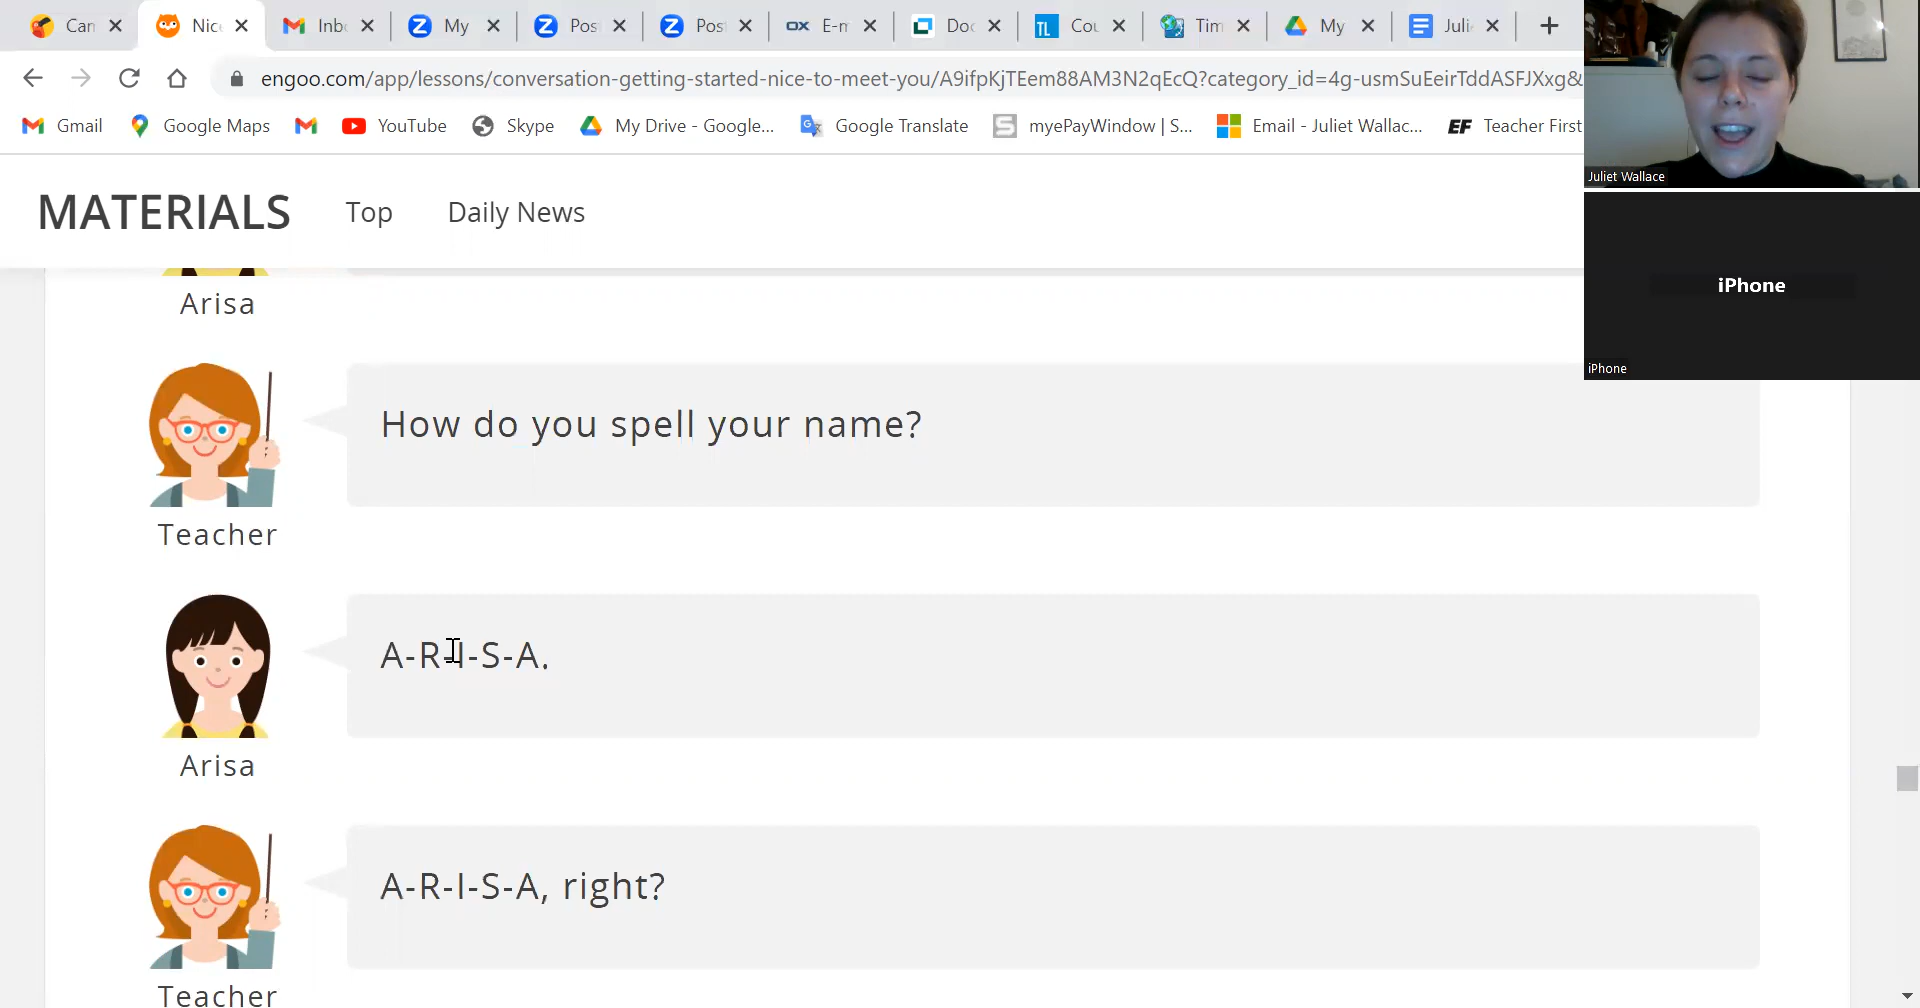 Can
Nice
Inb
My
Pos
Post
E-m
Doc
Cou
Tim
My
Juli
engoo.com/app/lessons/conversation-getting-started-nice-to-meet-you/A9ifpKjTEem88AM3N2qEcQ?category_id=4g-usmSuEeirTddASFJXxg&
Gmail
Google Maps
YouTube
Skype
My Drive - Google...
Google Translate
myePayWindow | S...
Email - Juliet Wallac...
EF Teacher First
Juliet Wallace
MATERIALS
Top
Daily News
iPhone
iPhone
Arisa
How do you spell your name?
Teacher
A-R-I-S-A.
Arisa
A-R-I-S-A, right?
Teacher